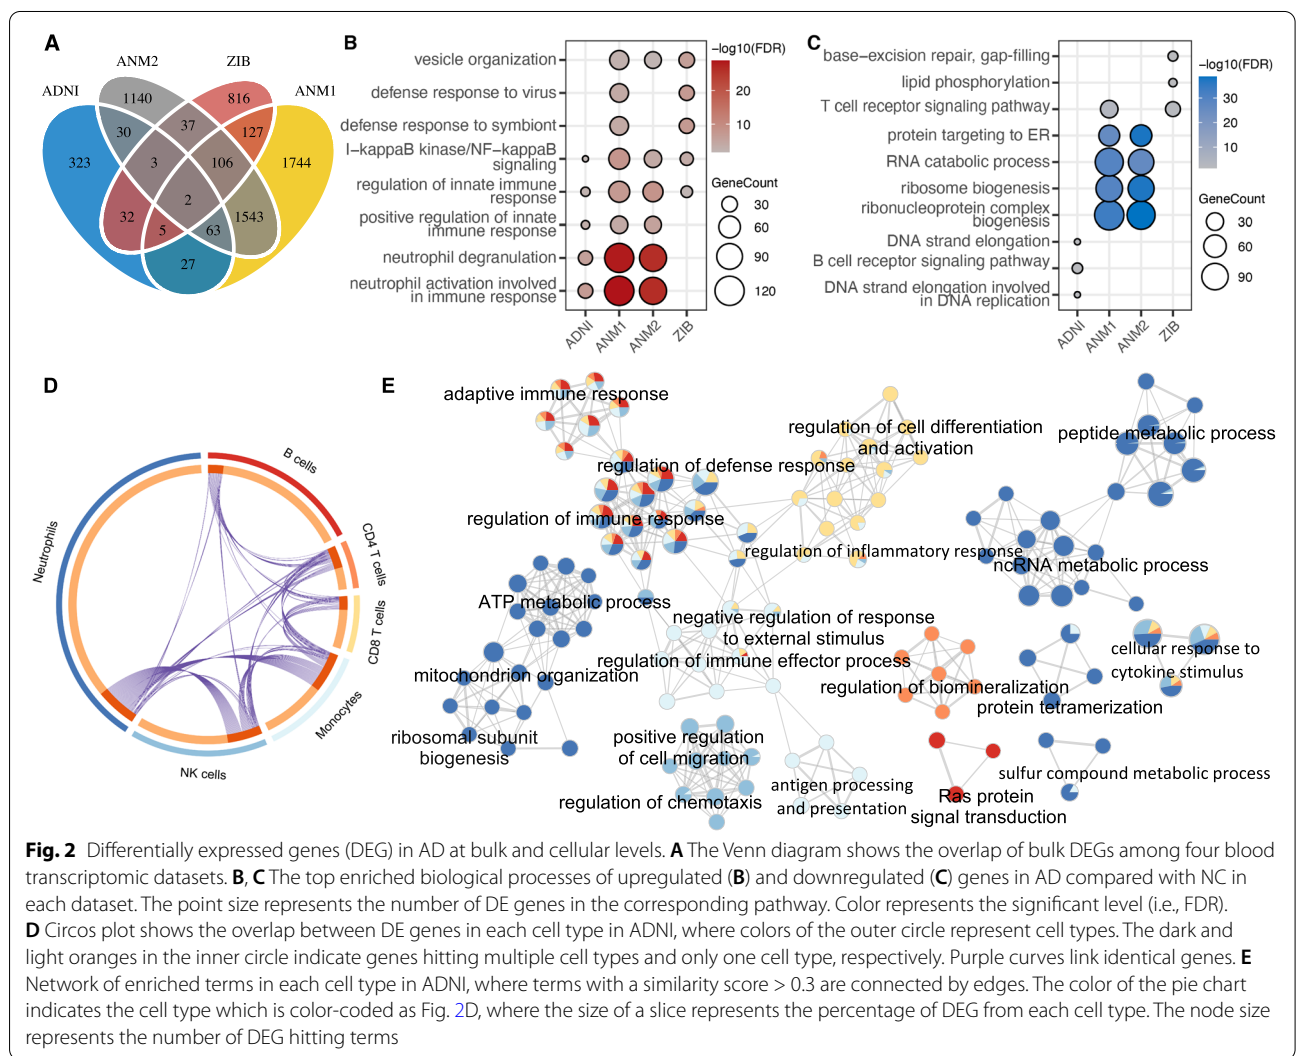 A
ADNI
ANM2
ZIB
ANM1
1140
816
30
37
127
323
3
106
1744
2
32
5
63
1543
27
B
vesicle organization
defense response to virus
defense response to symbiont
I−kappaB kinase/NF−kappaB
signaling
regulation of innate immune
response
positive regulation of innate
immune response
neutrophil degranulation
neutrophil activation involved
in immune response
ADNI
ANM1
ANM2
ZIB
−log10(FDR)
20
10
GeneCount
30
60
90
120
C
base−excision repair, gap−filling
lipid phosphorylation
T cell receptor signaling pathway
protein targeting to ER
RNA catabolic process
ribosome biogenesis
ribonucleoprotein complex
biogenesis
DNA strand elongation
B cell receptor signaling pathway
DNA strand elongation involved
in DNA replication
ADNI
ANM1
ANM2
ZIB
−log10(FDR)
30
20
10
GeneCount
30
60
90
D
B cells
CD4 T cells
CD8 T cells
Monocytes
NK cells
Neutrophils
E
adaptive immune response
regulation of cell differentiation
and activation
peptide metabolic process
regulation of defense response
regulation of immune response
regulation of inflammatory response
ncRNA metabolic process
ATP metabolic process
negative regulation of response
to external stimulus
cellular response to
cytokine stimulus
regulation of immune effector process
mitochondrion organization
regulation of biomineralization
protein tetramerization
ribosomal subunit
biogenesis
positive regulation
of cell migration
sulfur compound metabolic process
antigen processing
and presentation
regulation of chemotaxis
Ras protein
signal transduction
Fig. 2 Differentially expressed genes (DEG) in AD at bulk and cellular levels. A The Venn diagram shows the overlap of bulk DEGs among four blood
transcriptomic datasets. B, C The top enriched biological processes of upregulated (B) and downregulated (C) genes in AD compared with NC in
each dataset. The point size represents the number of DE genes in the corresponding pathway. Color represents the significant level (i.e., FDR).
D Circos plot shows the overlap between DE genes in each cell type in ADNI, where colors of the outer circle represent cell types. The dark and
light oranges in the inner circle indicate genes hitting multiple cell types and only one cell type, respectively. Purple curves link identical genes. E
Network of enriched terms in each cell type in ADNI, where terms with a similarity score > 0.3 are connected by edges. The color of the pie chart
indicates the cell type which is color-coded as Fig. 2D, where the size of a slice represents the percentage of DEG from each cell type. The node size
represents the number of DEG hitting terms